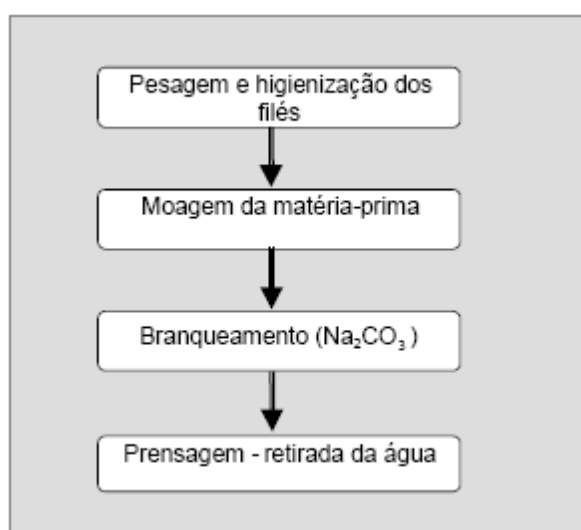 Pesagem e higienização dos
filés
Moagem da matéria-prima
Branqueamento (Na₂CO₃ )
Prensagem - retirada da água